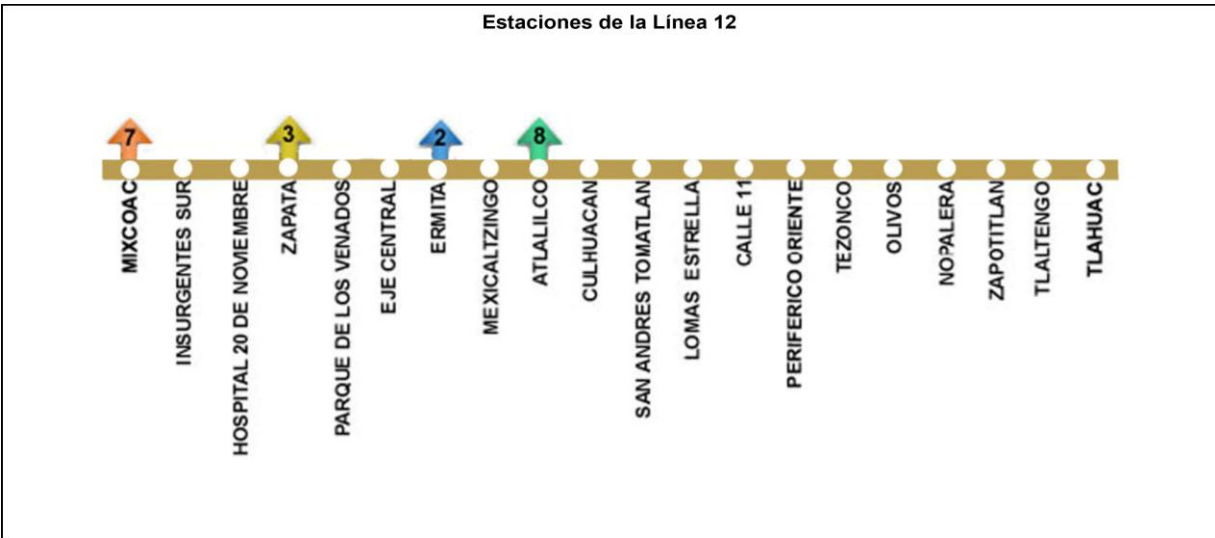 Estaciones de la Línea 12
7
3
2
8
MIXCOAC
INSURGENTES SUR
HOSPITAL 20 DE NOMIEMBRE
ZAPATA
PARQUE DE LOS VENADOS
EJE CENTRAL
ERMITA
MEXICALTZINGO
ATLALILCO
CULHUACAN
SAN ANDRES TOMATLAN
LOMAS ESTRELLA
CALLE 11
PERIFERICO ORIENTE
TEZONCO
OLIVOS
NOPALERA
ZAPOTITLAN
TLALTENGO
TLAHUAC